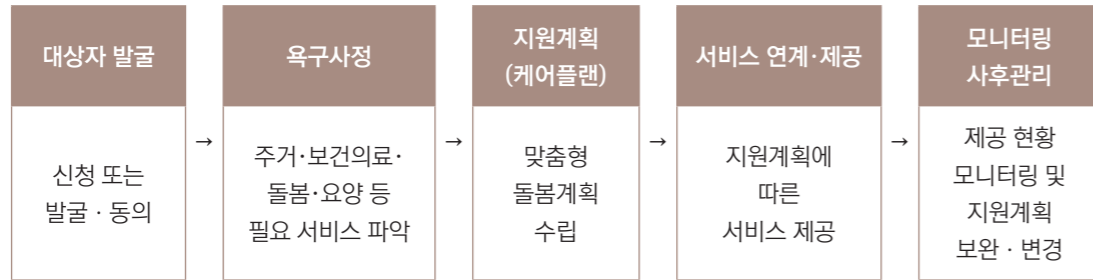 대상자 발굴
신청 또는
발굴 · 동의
→
욕구사정
주거·보건의료·
돌봄·요양 등
필요 서비스 파악
→
지원계획
(케어플랜)
맞춤형
돌봄계획
수립
→
서비스 연계·제공
지원계획에
따른
서비스 제공
→
모니터링
사후관리
제공 현황
모니터링 및
지원계획
보완 · 변경